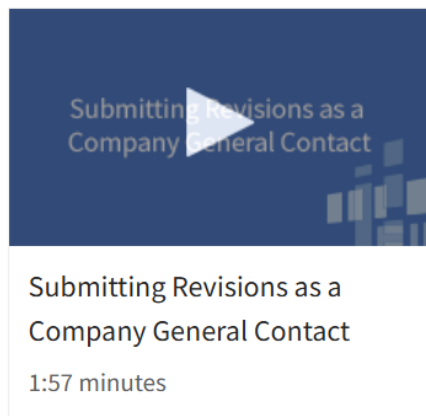 Submitting Revisions as a
Company General Contact
Submitting Revisions as a
Company General Contact
1:57 minutes